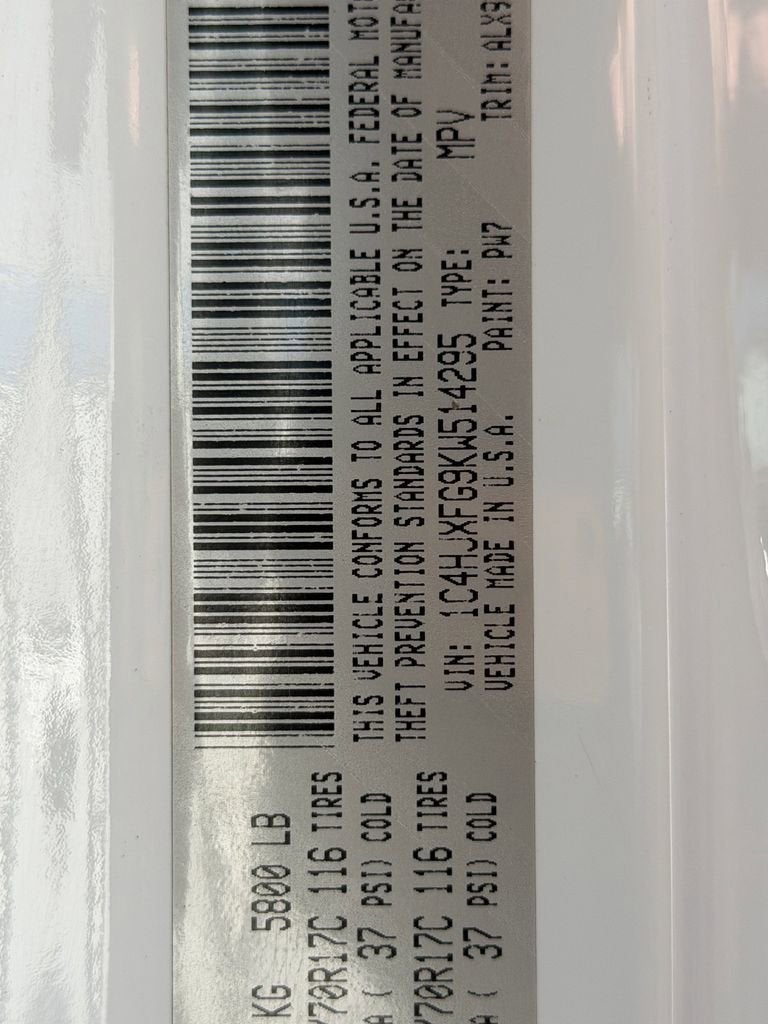 KG 5800 LB
70R17C 116 TIRES
( 37 PSI) COLD
70R17C 116 TIRES
( 37 PSI) COLD
THIS VEHICLE CONFORMS TO ALL APPLICABLE U.S.A. FEDERAL MOT
THEFT PREVENTION STANDARDS IN EFFECT ON THE DATE OF MANUFA
VIN: 1C4HJXFG9KW514295 TYPE: MPV
VEHICLE MADE IN U.S.A. PAINT: PW7 TRIM: ALX9